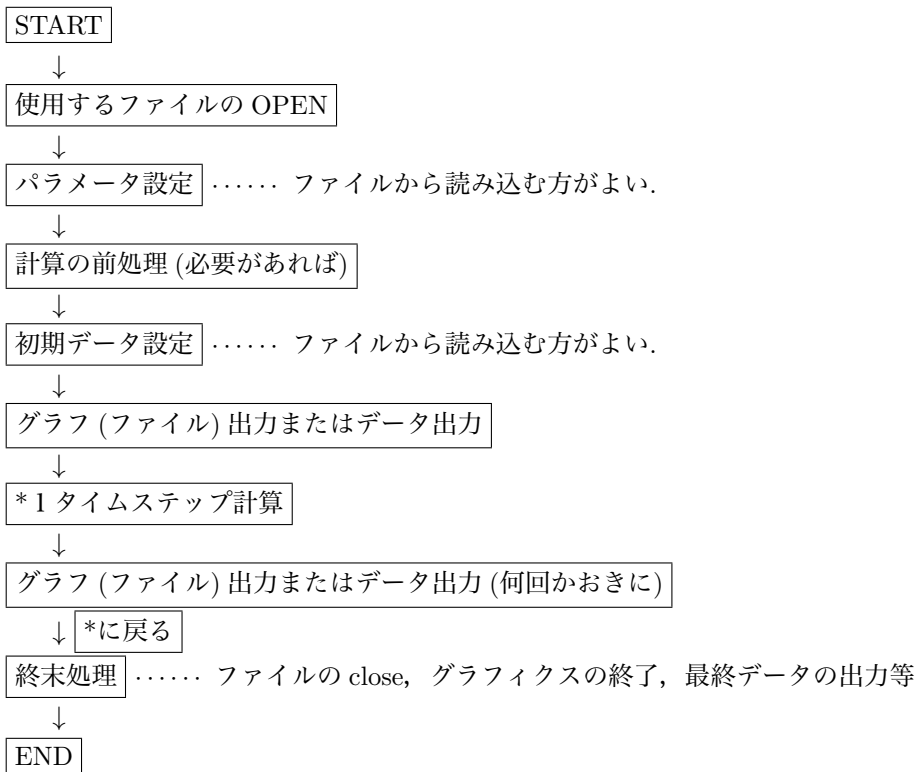 START
↓
使用するファイルの OPEN
↓
パラメータ設定 ······ ファイルから読み込む方がよい.
↓
計算の前処理 (必要があれば)
↓
初期データ設定 ······ ファイルから読み込む方がよい.
↓
グラフ (ファイル) 出力またはデータ出力
↓
* 1 タイムステップ計算
↓
グラフ (ファイル) 出力またはデータ出力 (何回かおきに)
↓ *に戻る
終末処理 ······ ファイルの close, グラフィクスの終了, 最終データの出力等
↓
END